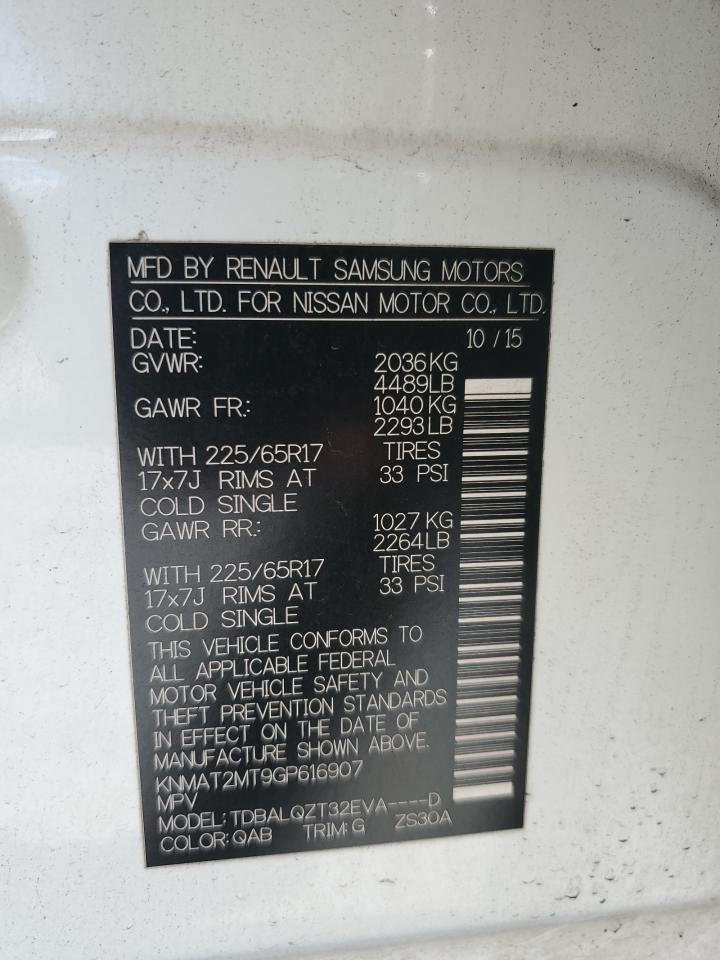 MFD BY RENAULT SAMSUNG MOTORS
CO., LTD. FOR NISSAN MOTOR CO., LTD.
DATE: 10 / 15
GVWR: 2036 KG
4489LB
GAWR FR: 1040 KG
2293 LB
WITH 225/65R17 TIRES
17x7J RIMS AT 33 PSI
COLD SINGLE
GAWR RR: 1027 KG
2264LB
WITH 225/65R17 TIRES
17x7J RIMS AT 33 PSI
COLD SINGLE
THIS VEHICLE CONFORMS TO
ALL APPLICABLE FEDERAL
MOTOR VEHICLE SAFETY AND
THEFT PREVENTION STANDARDS
IN EFFECT ON THE DATE OF
MANUFACTURE SHOWN ABOVE.
KNMAT2MT9GP616907
MPV
MODEL: TDBALQZT32EVA----D
COLOR: QAB TRIM: G ZS30A